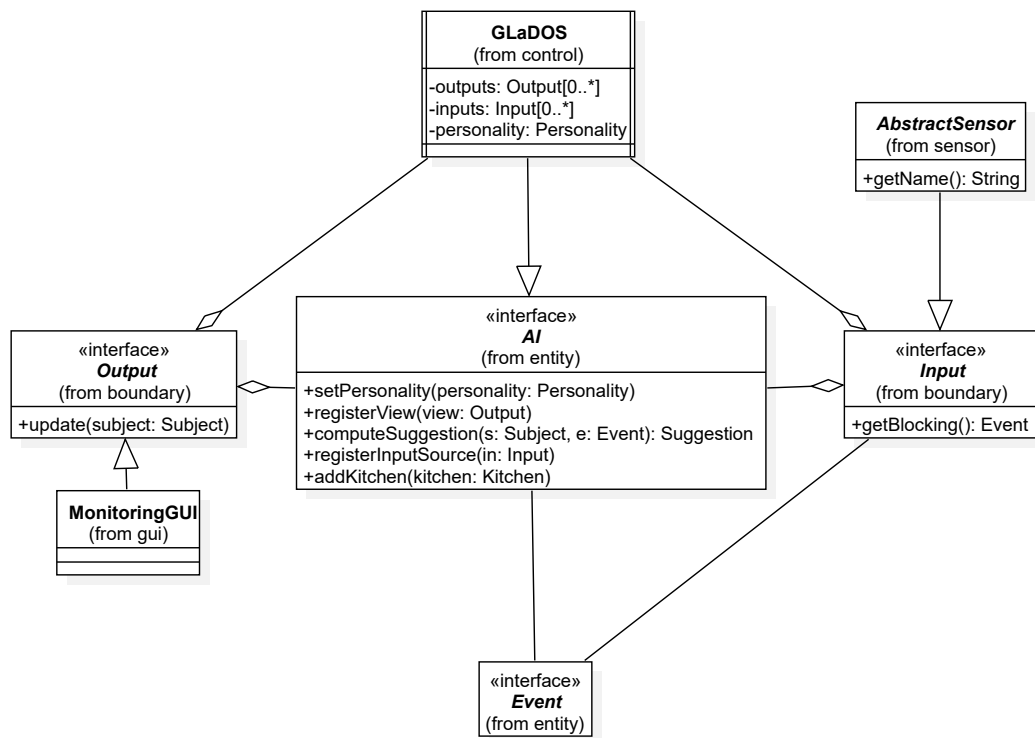 GLaDOS
(from control)
-outputs: Output[0..*]
-inputs: Input[0..*]
-personality: Personality
AbstractSensor
(from sensor)
+getName(): String
«interface»
AI
(from entity)
+setPersonality(personality: Personality)
+registerView(view: Output)
+computeSuggestion(s: Subject, e: Event): Suggestion
+registerInputSource(in: Input)
+addKitchen(kitchen: Kitchen)
«interface»
Output
(from boundary)
+update(subject: Subject)
«interface»
Input
(from boundary)
+getBlocking(): Event
MonitoringGUI
(from gui)
«interface»
Event
(from entity)